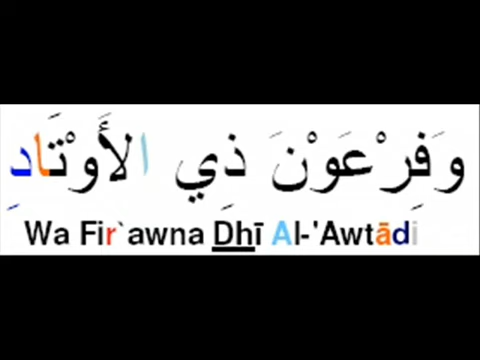 وَفِرْعَوْنَ ذِي الأَوْتَادِ
Wa Fir`awna Dhī Al-'Awtādi